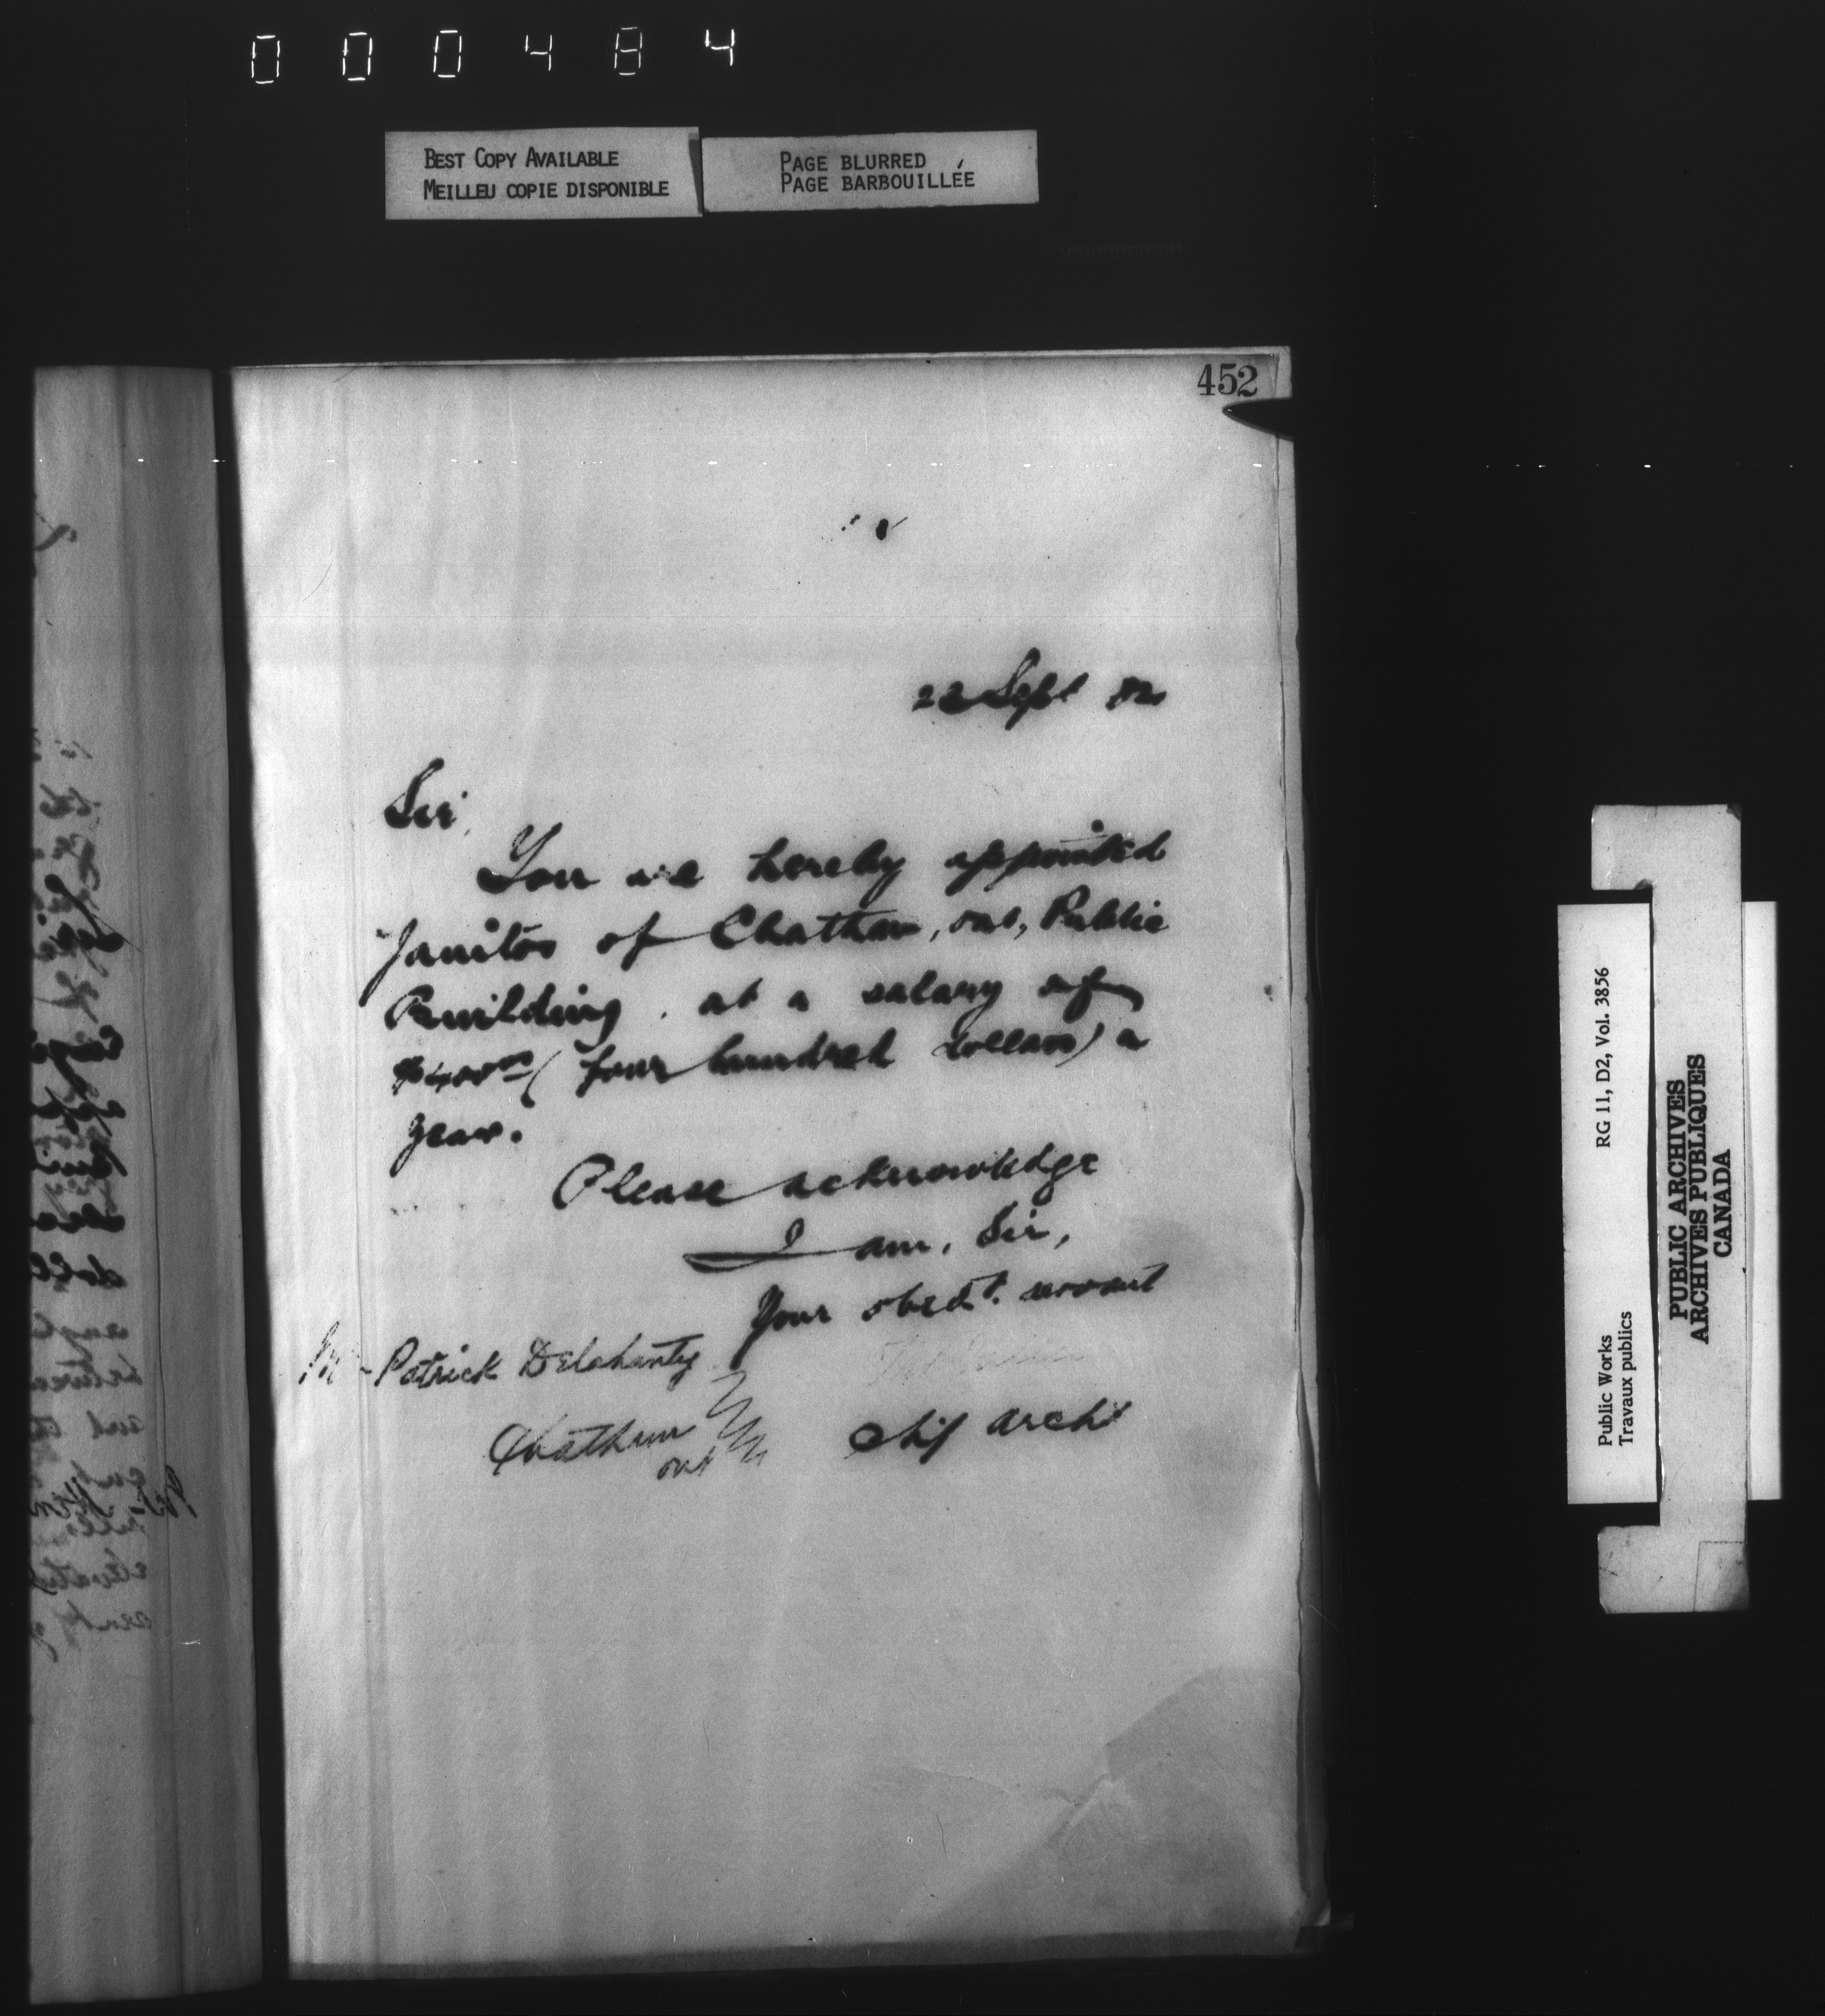 000484
BEST COPY AVAILABLE
MEILLEU COPIE DISPONIBLE
PAGE BLURRED
PAGE BARBOUILLÉE
452
Sept 82
Sir,
You are hereby appointed
Janitor of Chatham, Ont, Public
Building, at a salary of
$400.00 (four hundred dollars) a
year.
Please acknowledge
I am, Sir,
Your obedt. servant
Mr Patrick Delahanty
Chatham
Ont
Chf Archt
RG 11, D2, Vol. 3856
Public Works
Travaux publics
PUBLIC ARCHIVES
ARCHIVES PUBLIQUES
CANADA